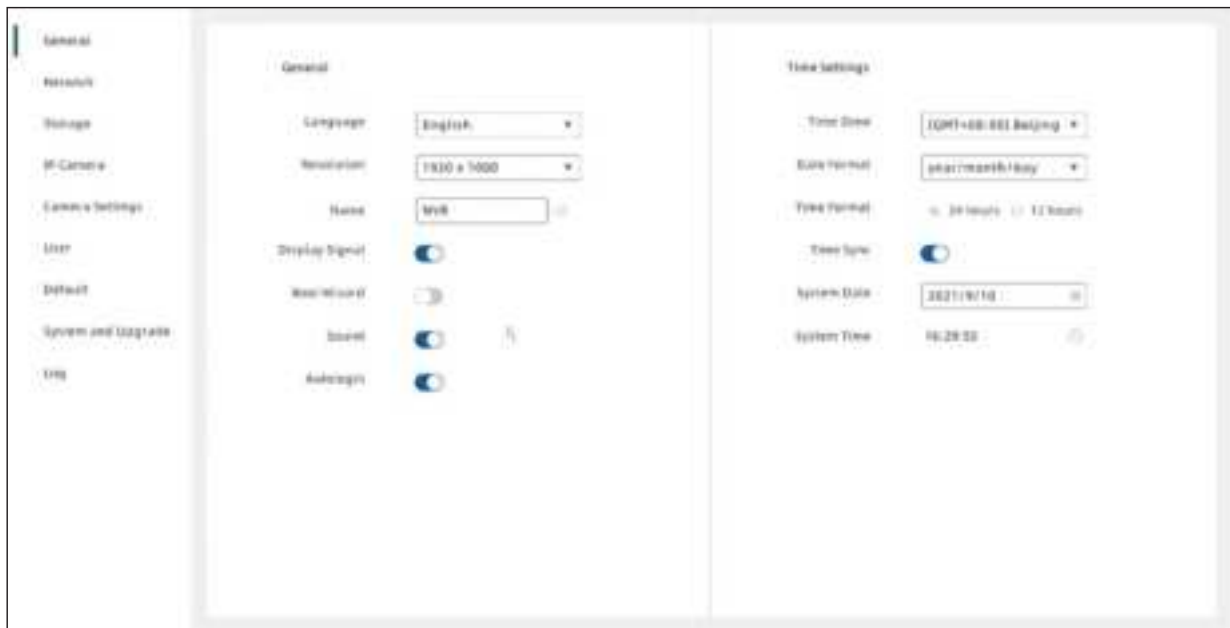 General
Network
Storage
IP Camera
Camera Settings
User
Default
System and Upgrade
Log
General
Language English
Resolution 1920 x 1080
Name NVR
Display Signal
Boot Wizard
Sound
Autologin
Time Settings
Time Zone (GMT+08:00) Beijing
Date Format year/month/day
Time Format 24 hours 12 hours
Time Sync
System Date 2021/9/10
System Time 16:29:53